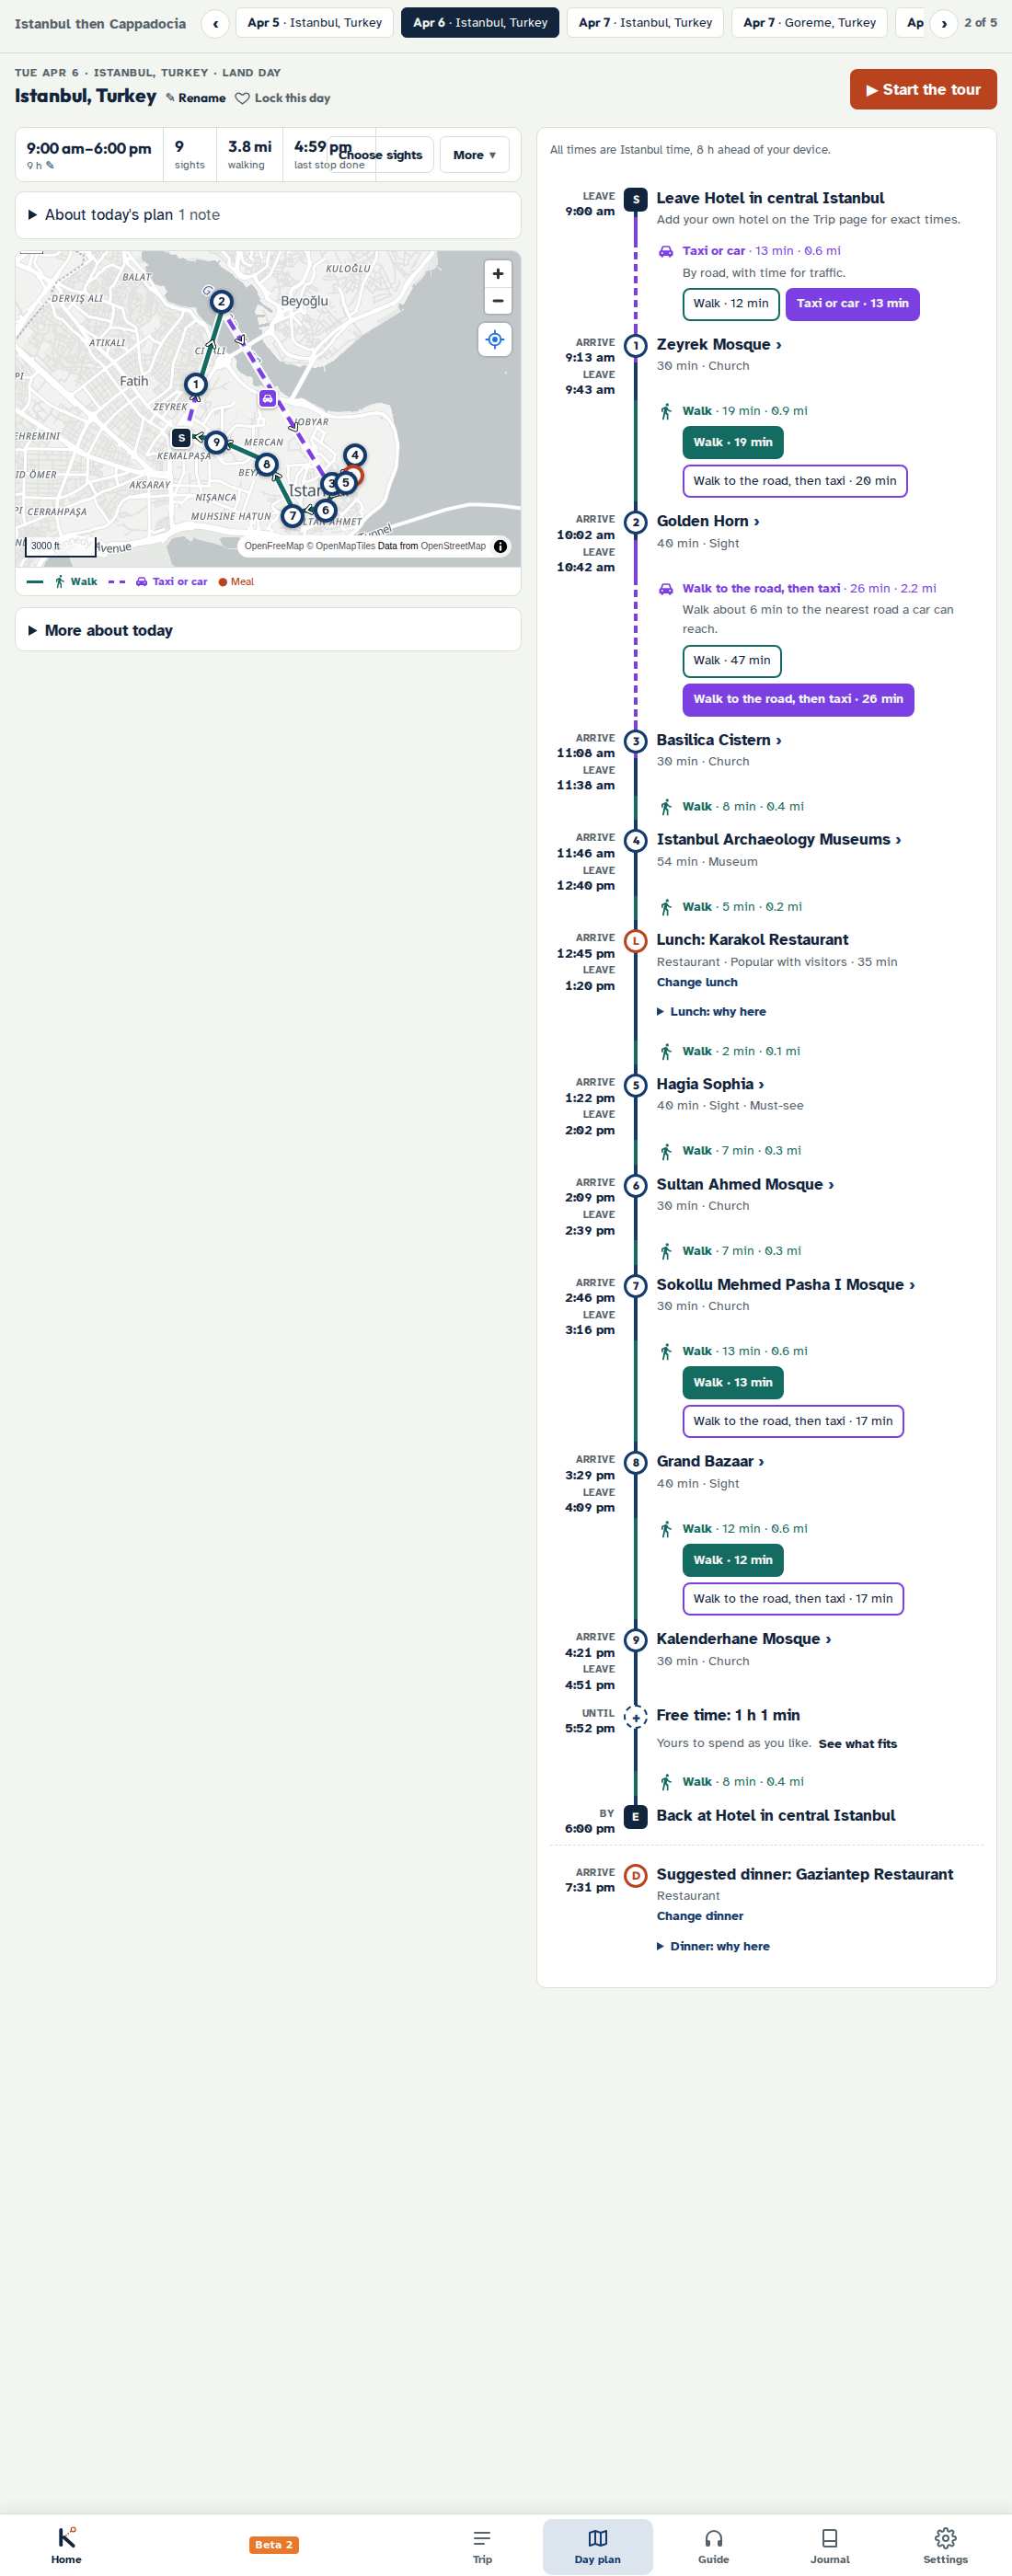 Istanbul then Cappadocia
‹
Apr 5 · Istanbul, Turkey
Apr 6 · Istanbul, Turkey
Apr 7 · Istanbul, Turkey
Apr 7 · Goreme, Turkey
Ap
›
2 of 5
TUE APR 6 · ISTANBUL, TURKEY · LAND DAY
Istanbul, Turkey
✎ Rename
Lock this day
▶ Start the tour
9:00 am–6:00 pm
9 h ✎
9
sights
3.8 mi
walking
4:59 pm
last stop done
Choose sights
More ▼
▶ About today's plan 1 note
BALAT
KULOĞLU
DERVİŞ ALİ
Beyoğlu
ATIKALI
Fatih
ZEYREK
KEMALPAŞA
MERCAN
EHREMINI
ID ÖMER
AKSARAY
NIŞANCA
CERRAHPAŞA
MUHSINE HATUN
Tunnel
2
1
S
9
8
4
3
5
6
7
+
−
3000 ft
OpenFreeMap © OpenMapTiles Data from OpenStreetMap
Walk
Taxi or car
Meal
▶ More about today
All times are Istanbul time, 8 h ahead of your device.
LEAVE
9:00 am
S
Leave Hotel in central Istanbul
Add your own hotel on the Trip page for exact times.
Taxi or car · 13 min · 0.6 mi
By road, with time for traffic.
Walk · 12 min
Taxi or car · 13 min
ARRIVE
9:13 am
LEAVE
9:43 am
1
Zeyrek Mosque ›
30 min · Church
Walk · 19 min · 0.9 mi
Walk · 19 min
Walk to the road, then taxi · 20 min
ARRIVE
10:02 am
LEAVE
10:42 am
2
Golden Horn ›
40 min · Sight
Walk to the road, then taxi · 26 min · 2.2 mi
Walk about 6 min to the nearest road a car can
reach.
Walk · 47 min
Walk to the road, then taxi · 26 min
ARRIVE
11:08 am
LEAVE
11:38 am
3
Basilica Cistern ›
30 min · Church
Walk · 8 min · 0.4 mi
ARRIVE
11:46 am
LEAVE
12:40 pm
4
Istanbul Archaeology Museums ›
54 min · Museum
Walk · 5 min · 0.2 mi
ARRIVE
12:45 pm
LEAVE
1:20 pm
L
Lunch: Karakol Restaurant
Restaurant · Popular with visitors · 35 min
Change lunch
▶ Lunch: why here
Walk · 2 min · 0.1 mi
ARRIVE
1:22 pm
LEAVE
2:02 pm
5
Hagia Sophia ›
40 min · Sight · Must-see
Walk · 7 min · 0.3 mi
ARRIVE
2:09 pm
LEAVE
2:39 pm
6
Sultan Ahmed Mosque ›
30 min · Church
Walk · 7 min · 0.3 mi
ARRIVE
2:46 pm
LEAVE
3:16 pm
7
Sokollu Mehmed Pasha I Mosque ›
30 min · Church
Walk · 13 min · 0.6 mi
Walk · 13 min
Walk to the road, then taxi · 17 min
ARRIVE
3:29 pm
LEAVE
4:09 pm
8
Grand Bazaar ›
40 min · Sight
Walk · 12 min · 0.6 mi
Walk · 12 min
Walk to the road, then taxi · 17 min
ARRIVE
4:21 pm
LEAVE
4:51 pm
9
Kalenderhane Mosque ›
30 min · Church
UNTIL
5:52 pm
+
Free time: 1 h 1 min
Yours to spend as you like. See what fits
Walk · 8 min · 0.4 mi
BY
6:00 pm
E
Back at Hotel in central Istanbul
ARRIVE
7:31 pm
D
Suggested dinner: Gaziantep Restaurant
Restaurant
Change dinner
▶ Dinner: why here
Home
Beta 2
Trip
Day plan
Guide
Journal
Settings